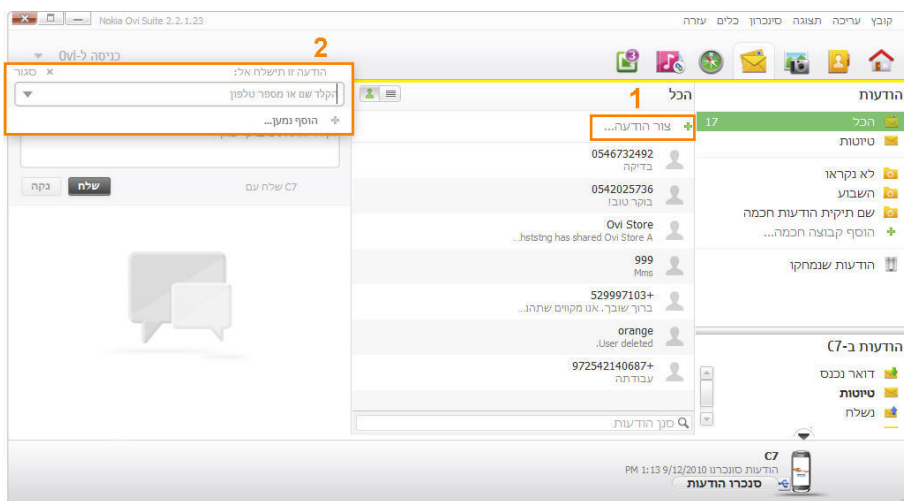 Nokia Ovi Suite 2.2.1.23
קובץ עריכה תצוגה סינכרון כלים עזרה
כניסה ל-Ovi
3
2
הודעה זו תישלח אל:
סגור
הקלד שם או מספר טלפון
הוסף נמען...
שלח
נקה
שלח עם C7
1
הכל
צור הודעה...
0546732492
בדיקה
0542025736
בוקר טוב!
Ovi Store
...hststng has shared Ovi Store A
999
Mms
529997103+
ברוך שובך. אנו מקווים שתהנ...
orange
.User deleted
972542140687+
עבודתה
סנן הודעות
הודעות
הכל 17
טיוטות
לא נקראו
השבוע
שם תיקית הודעות חכמה
הוסף קבוצה חכמה...
הודעות שנמחקו
הודעות ב-C7
דואר נכנס
טיוטות
נשלח
C7
הודעות סונכרנו 9/12/2010 1:13 PM
סנכרו הודעות